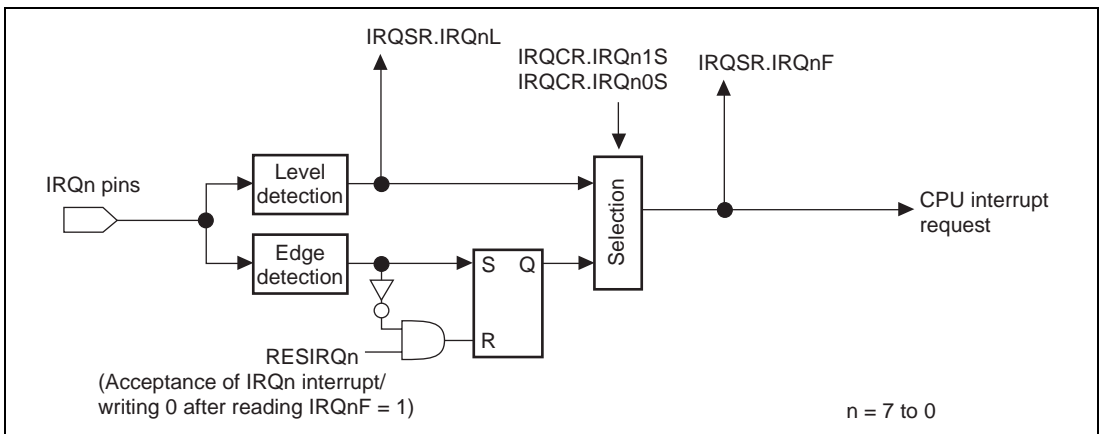 IRQSR.IRQnL
IRQCR.IRQn1S
IRQCR.IRQn0S
IRQSR.IRQnF
Level
detection
IRQn pins
Selection
CPU interrupt
request
Edge
detection
S Q
R
RESIRQn
(Acceptance of IRQn interrupt/
writing 0 after reading IRQnF = 1)
n = 7 to 0